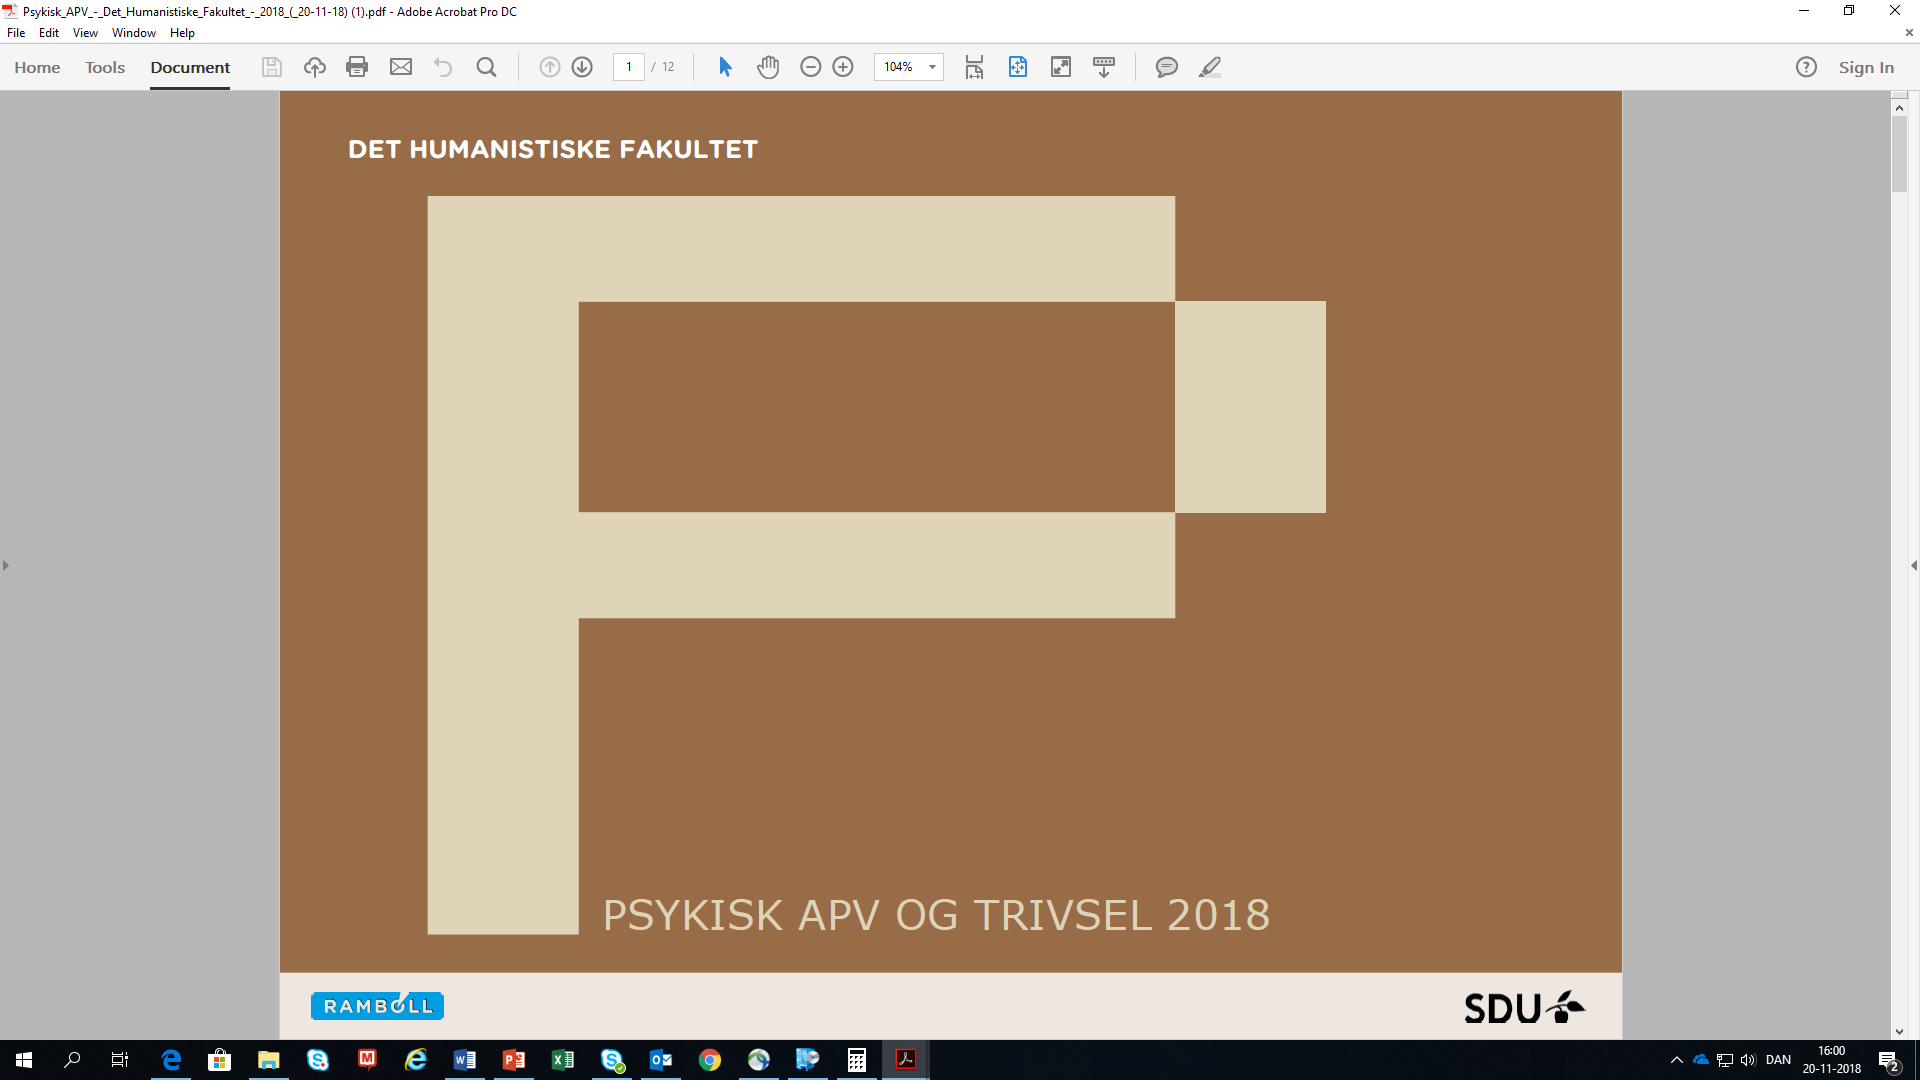 Psykisk_APV_-_Det_Humanistiske_Fakultet_-_2018_(_20-11-18) (1).pdf - Adobe Acrobat Pro DC
File Edit View Window Help
Home Tools Document 1 / 12 104% Sign In
DET HUMANISTISKE FAKULTET
PSYKISK APV OG TRIVSEL 2018
RAMBØLL
SDU
DAN
16:00
20-11-2018
2